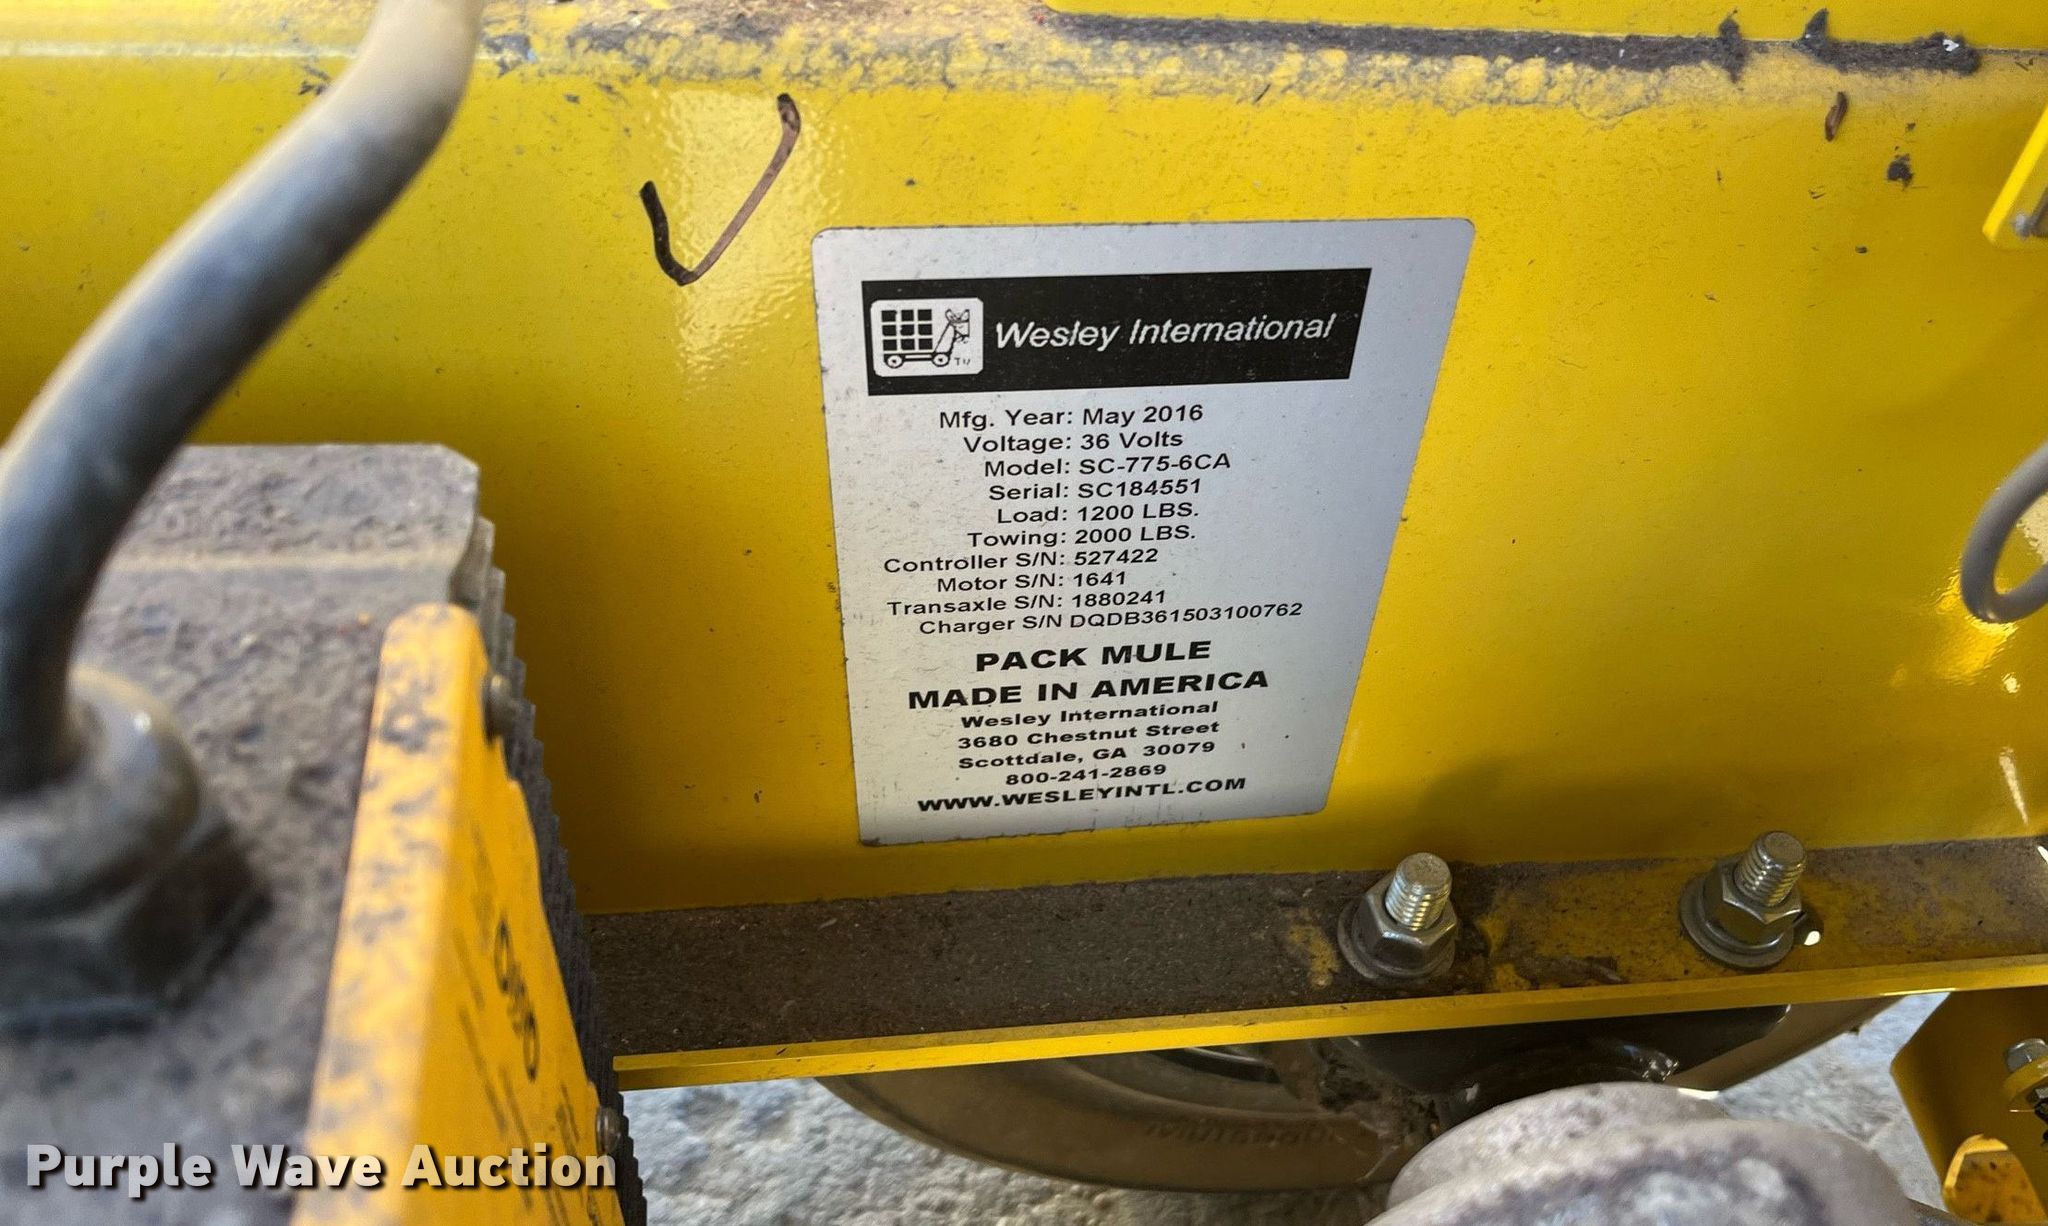 Wesley International
Mfg. Year: May 2016
Voltage: 36 Volts
Model: SC-775-6CA
Serial: SC184551
Load: 1200 LBS.
Towing: 2000 LBS.
Controller S/N: 527422
Motor S/N: 1641
Transaxle S/N: 1880241
Charger S/N DQDB361503100762
PACK MULE
MADE IN AMERICA
Wesley International
3680 Chestnut Street
Scottdale, GA 30079
800-241-2869
WWW.WESLEYINTL.COM
Purple Wave Auction